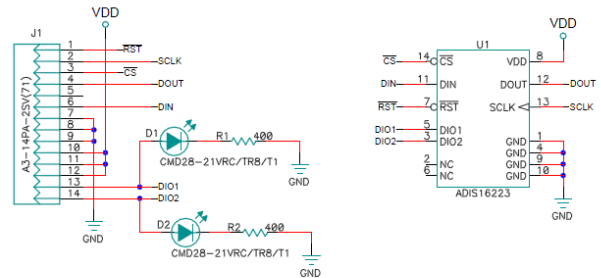 VDD
J1
A3-14PA-2SV(71)
1 RST
2 SCLK
3 CS
4 DOUT
5
6 DIN
7
8
9
10
11
12
13 DIO1
14 DIO2
GND
D1
CMD28-21VRC/TR8/T1
R1 400
GND
D2
CMD28-21VRC/TR8/T1
R2 400
GND
U1
VDD
CS 14 CS VDD 8
DIN 11 DIN DOUT 12 DOUT
RST 7 RST SCLK 13 SCLK
DIO1 5 DIO1 GND 1
DIO2 3 DIO2 GND 4
2 NC GND 9
6 NC GND 10
ADIS16223
GND